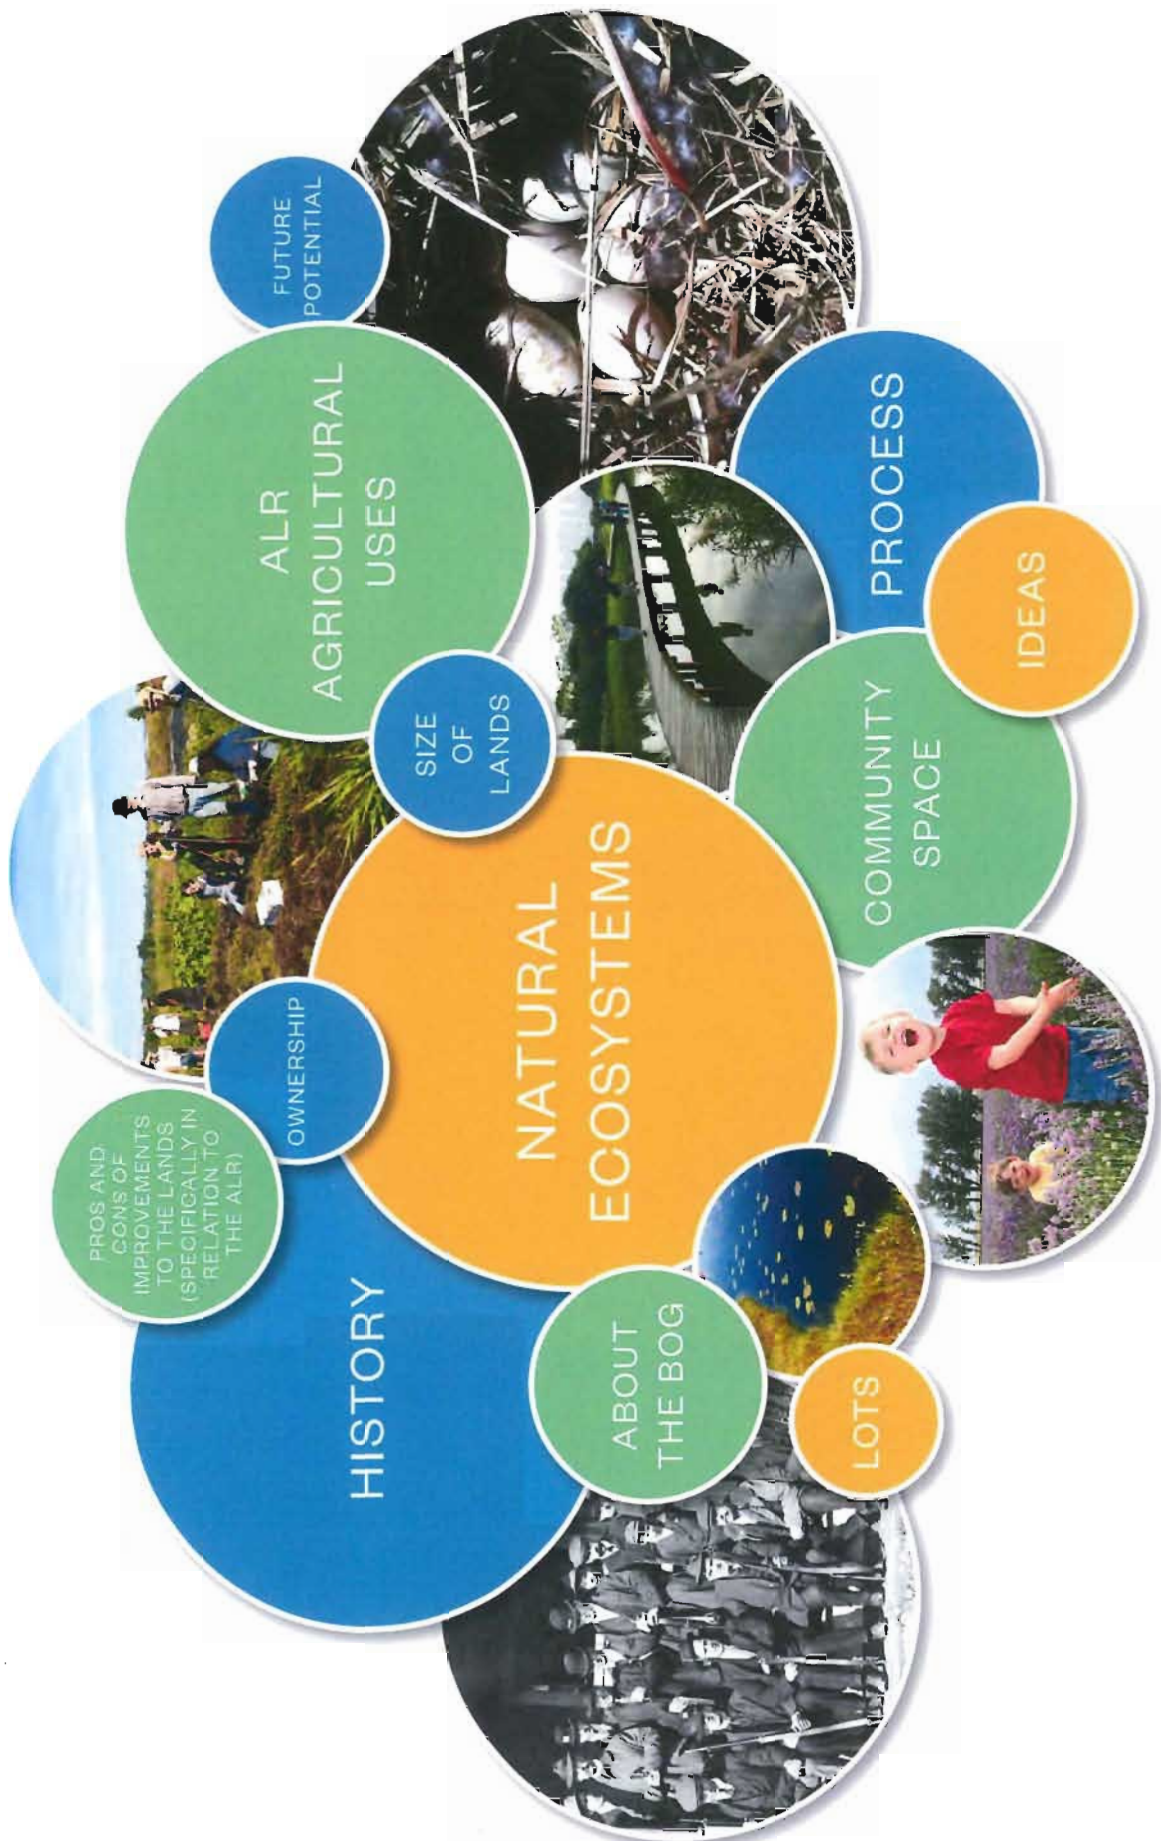 PROS AND
CONS OF
IMPROVEMENTS
TO THE LANDS
(SPECIFICALLY IN
RELATION TO
THE ALR)
HISTORY
OWNERSHIP
ALR
AGRICULTURAL
USES
FUTURE
POTENTIAL
SIZE
OF
LANDS
NATURAL
ECOSYSTEMS
ABOUT
THE BOG
LOTS
COMMUNITY
SPACE
PROCESS
IDEAS